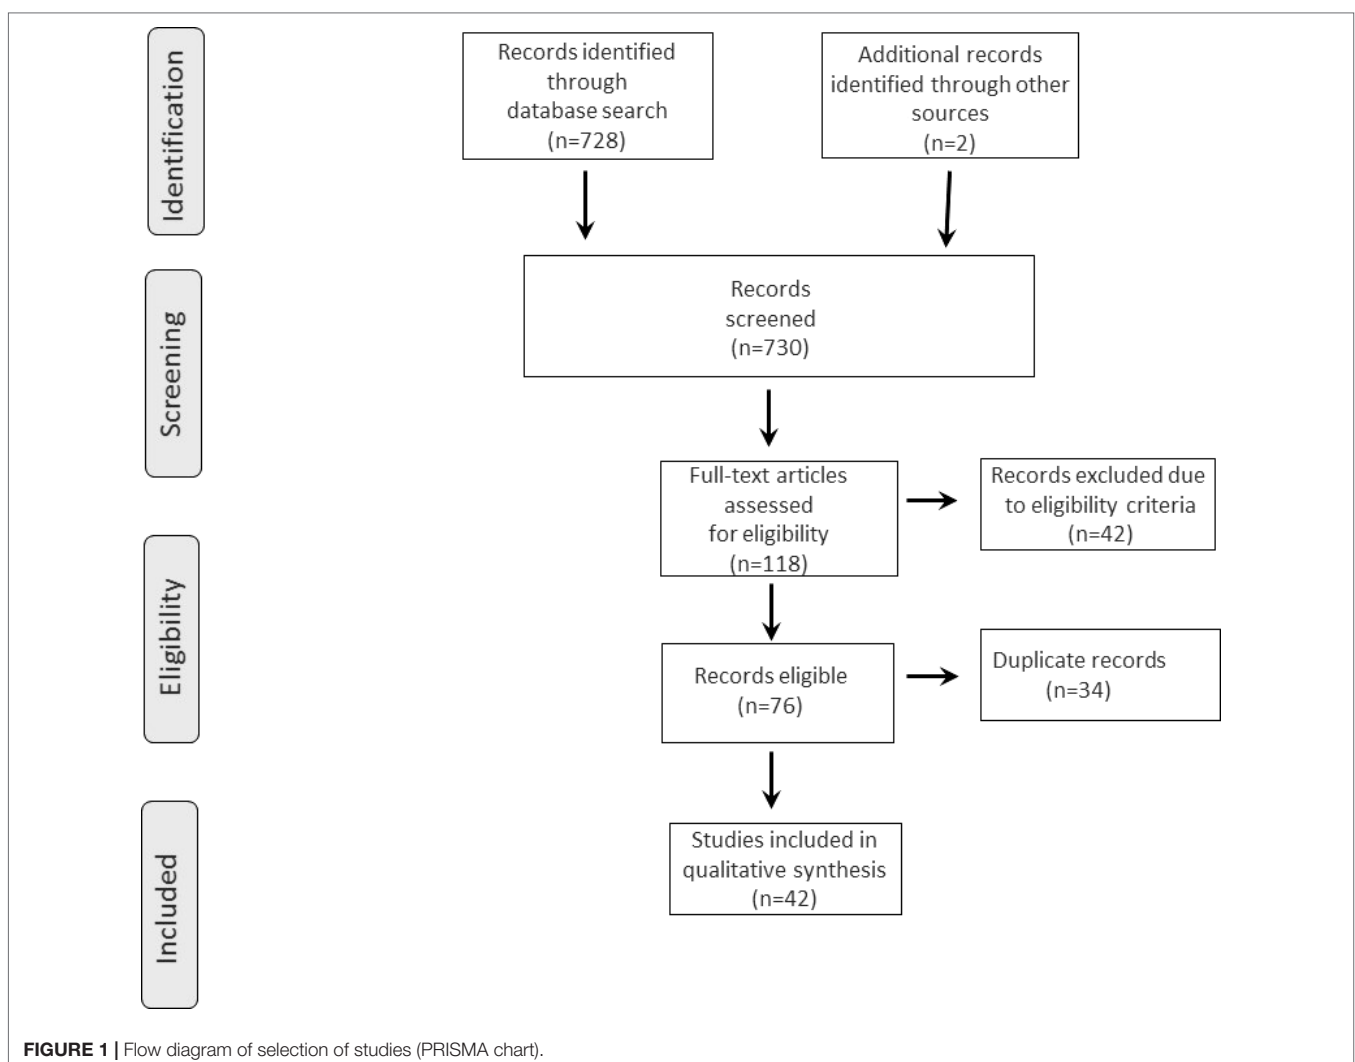 Identification
Records identified
through
database search
(n=728)
Additional records
identified through other
sources
(n=2)
Screening
Records
screened
(n=730)
Full-text articles
assessed
for eligibility
(n=118)
Records excluded due
to eligibility criteria
(n=42)
Eligibility
Records eligible
(n=76)
Duplicate records
(n=34)
Included
Studies included in
qualitative synthesis
(n=42)
FIGURE 1 | Flow diagram of selection of studies (PRISMA chart).